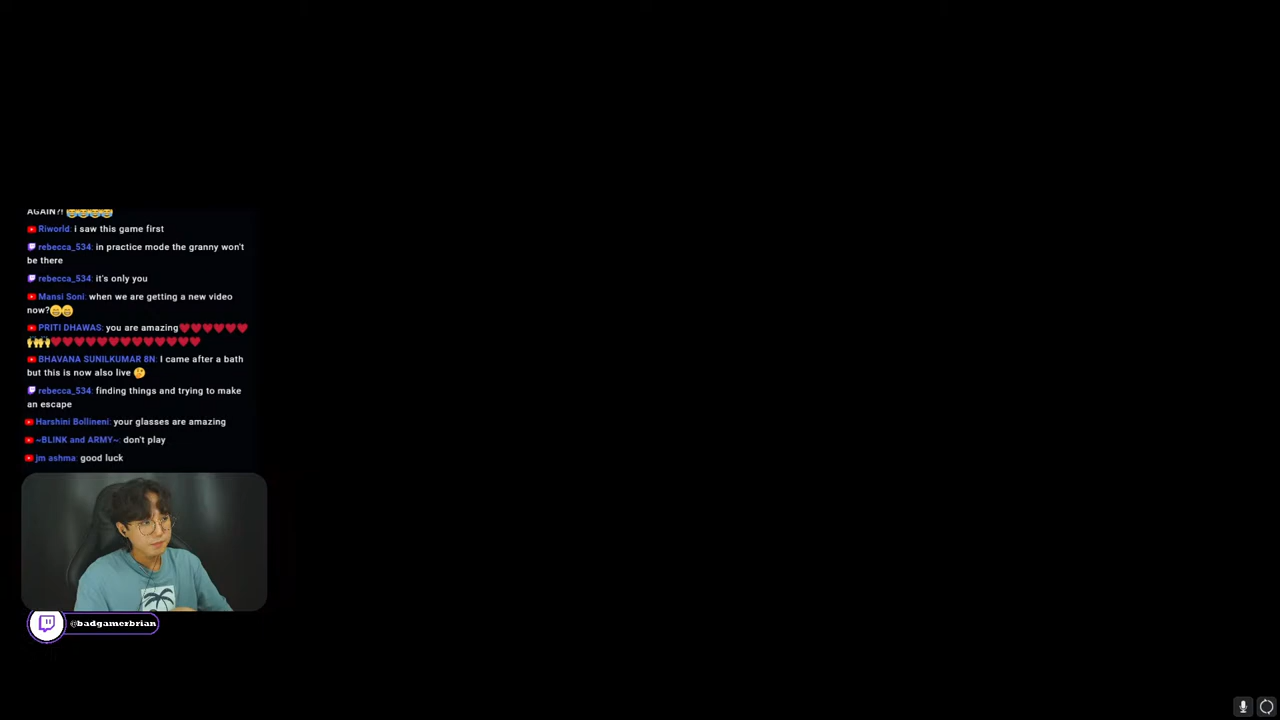 AGAIN?! 😭😭😭😭
Riworld: i saw this game first
rebecca_534: in practice mode the granny won't
be there
rebecca_534: it's only you
Mansi Soni: when we are getting a new video
now?😁😁
PRITI DHAWAS: you are amazing❤❤❤❤❤❤
🙌🙌❤❤❤❤❤❤❤❤❤❤❤❤❤
BHAVANA SUNILKUMAR 8N: I came after a bath
but this is now also live 🤔
rebecca_534: finding things and trying to make
an escape
Harshini Bollineni: your glasses are amazing
~BLINK and ARMY~: don't play
jm ashma: good luck
@badgamerbrian